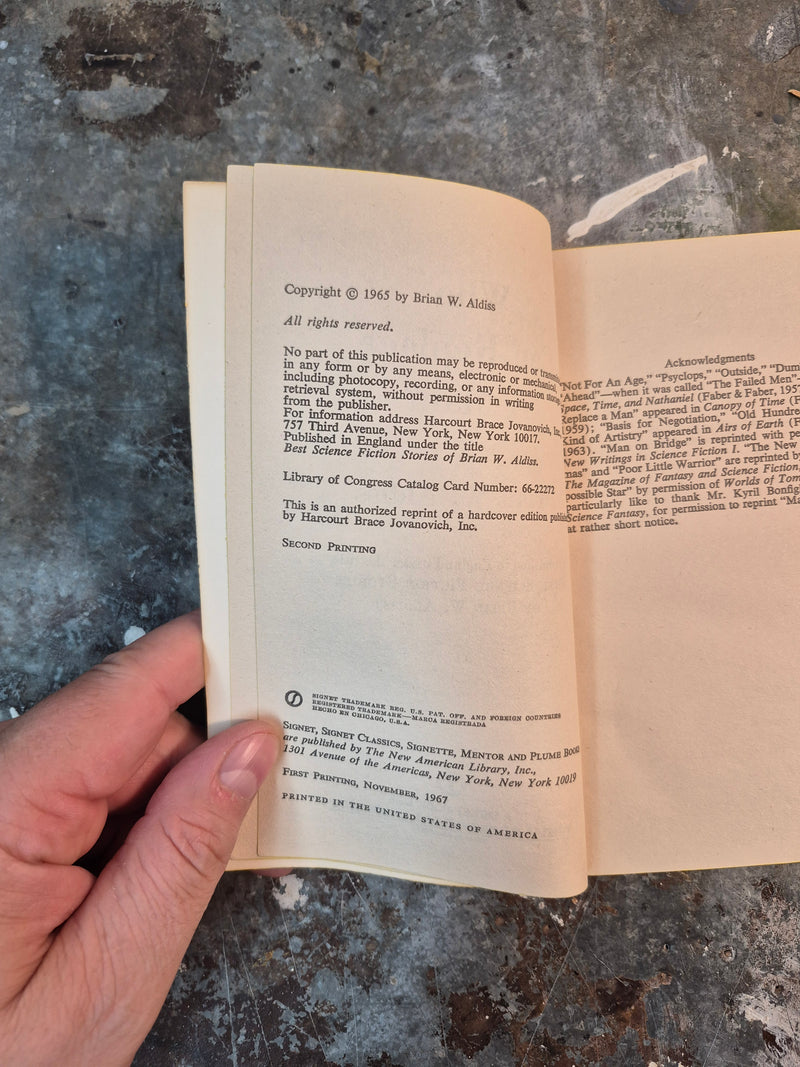 Copyright © 1965 by Brian W. Aldiss
All rights reserved.
No part of this publication may be reproduced or
in any form or by any means, electronic or mechanical,
including photocopy, recording, or any information
retrieval system, without permission in writing
from the publisher.
For information address Harcourt Brace Jovanovich, Inc.
757 Third Avenue, New York, New York 10017.
Published in England under the title
Best Science Fiction Stories of Brian W. Aldiss.
Library of Congress Catalog Card Number: 66-22272
This is an authorized reprint of a hardcover edition
by Harcourt Brace Jovanovich, Inc.
SECOND PRINTING
SIGNET TRADEMARK REG. U.S. PAT. OFF. AND FOREIGN COUNTRIES
REGISTERED TRADEMARK—MARCA REGISTRADA
HECHO EN CHICAGO, U.S.A.
SIGNET, SIGNET CLASSICS, SIGNETTE, MENTOR AND PLUME BOOKS
are published by The New American Library, Inc.,
1301 Avenue of the Americas, New York, New York 10019
FIRST PRINTING, NOVEMBER, 1967
PRINTED IN THE UNITED STATES OF AMERICA
Acknowledgments
"Not For An Age," "Psyclops," "Outside," "Dum
Ahead"—when it was called "The Failed Men"—
Space, Time, and Nathaniel (Faber & Faber, 195
Replace a Man" appeared in Canopy of Time (F
1959); "Basis for Negotiation," "Old Hundre
Kind of Artistry" appeared in Airs of Earth (F
1963). "Man on Bridge" is reprinted with pe
New Writings in Science Fiction I. "The New
mas" and "Poor Little Warrior" are reprinted by
The Magazine of Fantasy and Science Fiction,
possible Star" by permission of Worlds of Tom
particularly like to thank Mr. Kyril Bonfigl
Science Fantasy, for permission to reprint "Ma
at rather short notice.